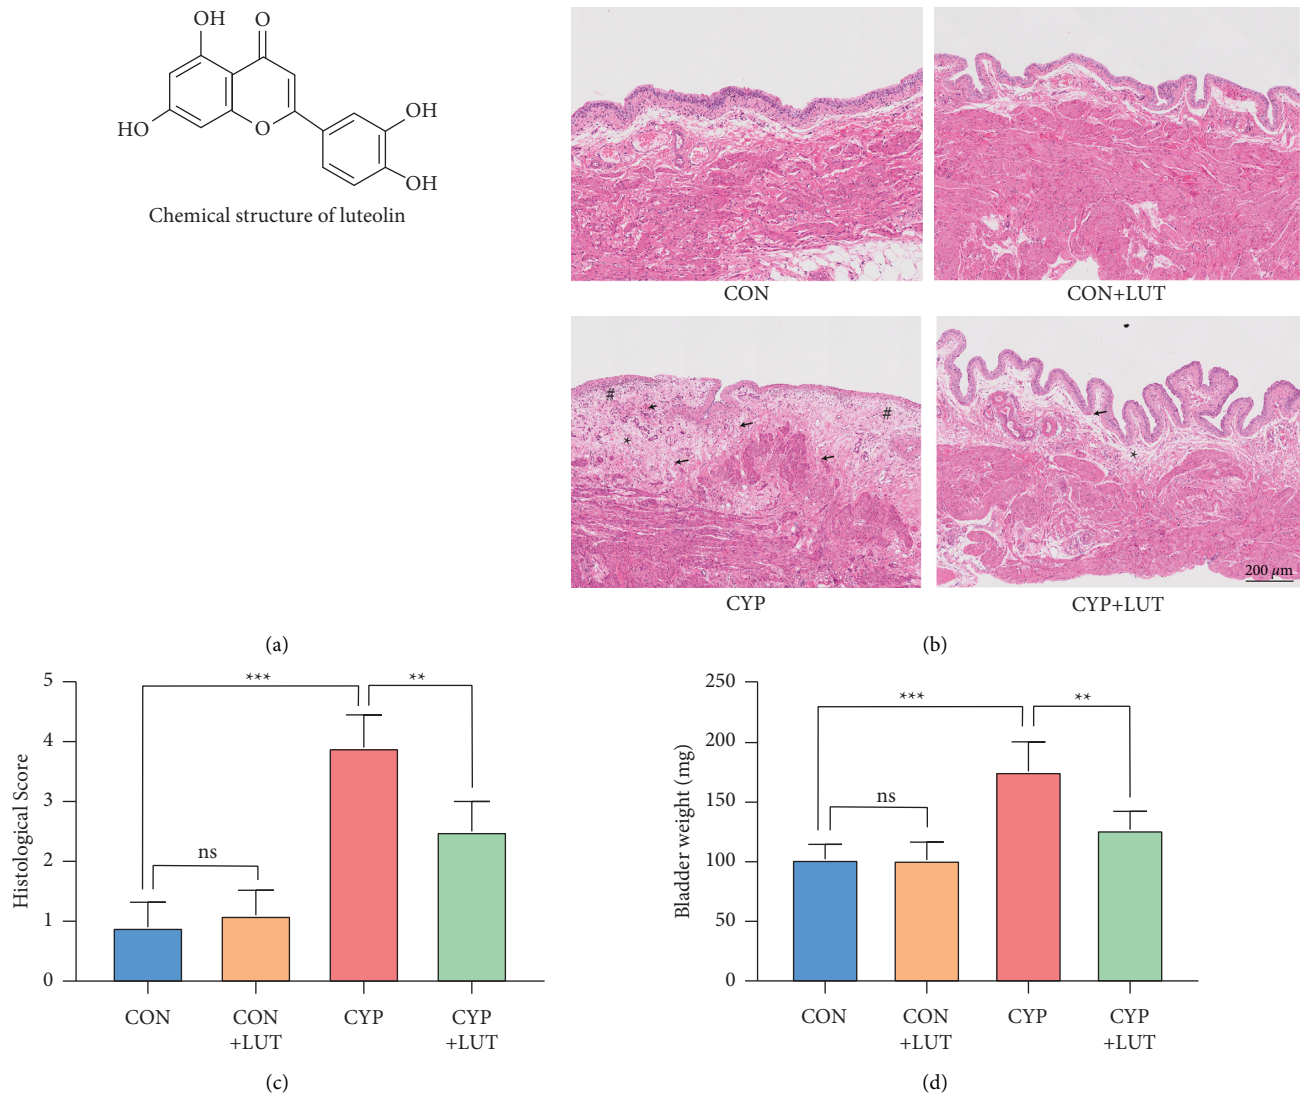 OH
O
HO
O
OH
OH
Chemical structure of luteolin
(a)
CON
CON+LUT
#
#
*
CYP
*
200 µm
CYP+LUT
(b)
Histological Score
5
4
3
2
1
0
***
**
ns
CON
CON
+LUT
CYP
CYP
+LUT
(c)
Bladder weight (mg)
250
200
150
100
50
0
***
**
ns
CON
CON
+LUT
CYP
CYP
+LUT
(d)